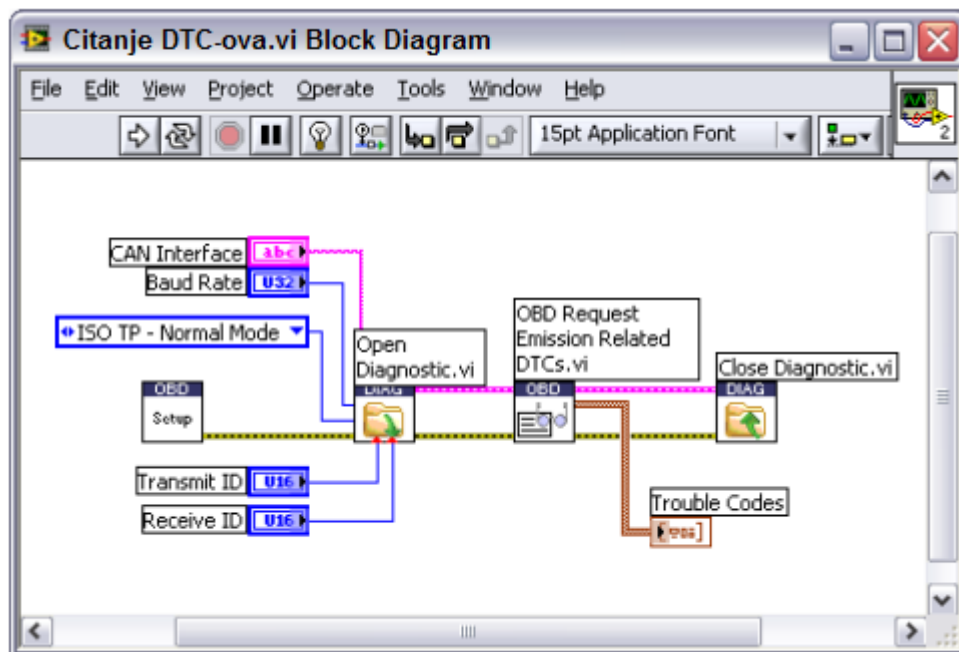 Citanje DTC-ova.vi Block Diagram
File Edit View Project Operate Tools Window Help
15pt Application Font
2
CAN Interface
abc
Baud Rate
U32
ISO TP - Normal Mode
Open
Diagnostic.vi
OBD Request
Emission Related
DTCs.vi
Close Diagnostic.vi
OBD
Setup
DIAG
OBD
DIAG
Transmit ID
U16
Receive ID
U16
Trouble Codes